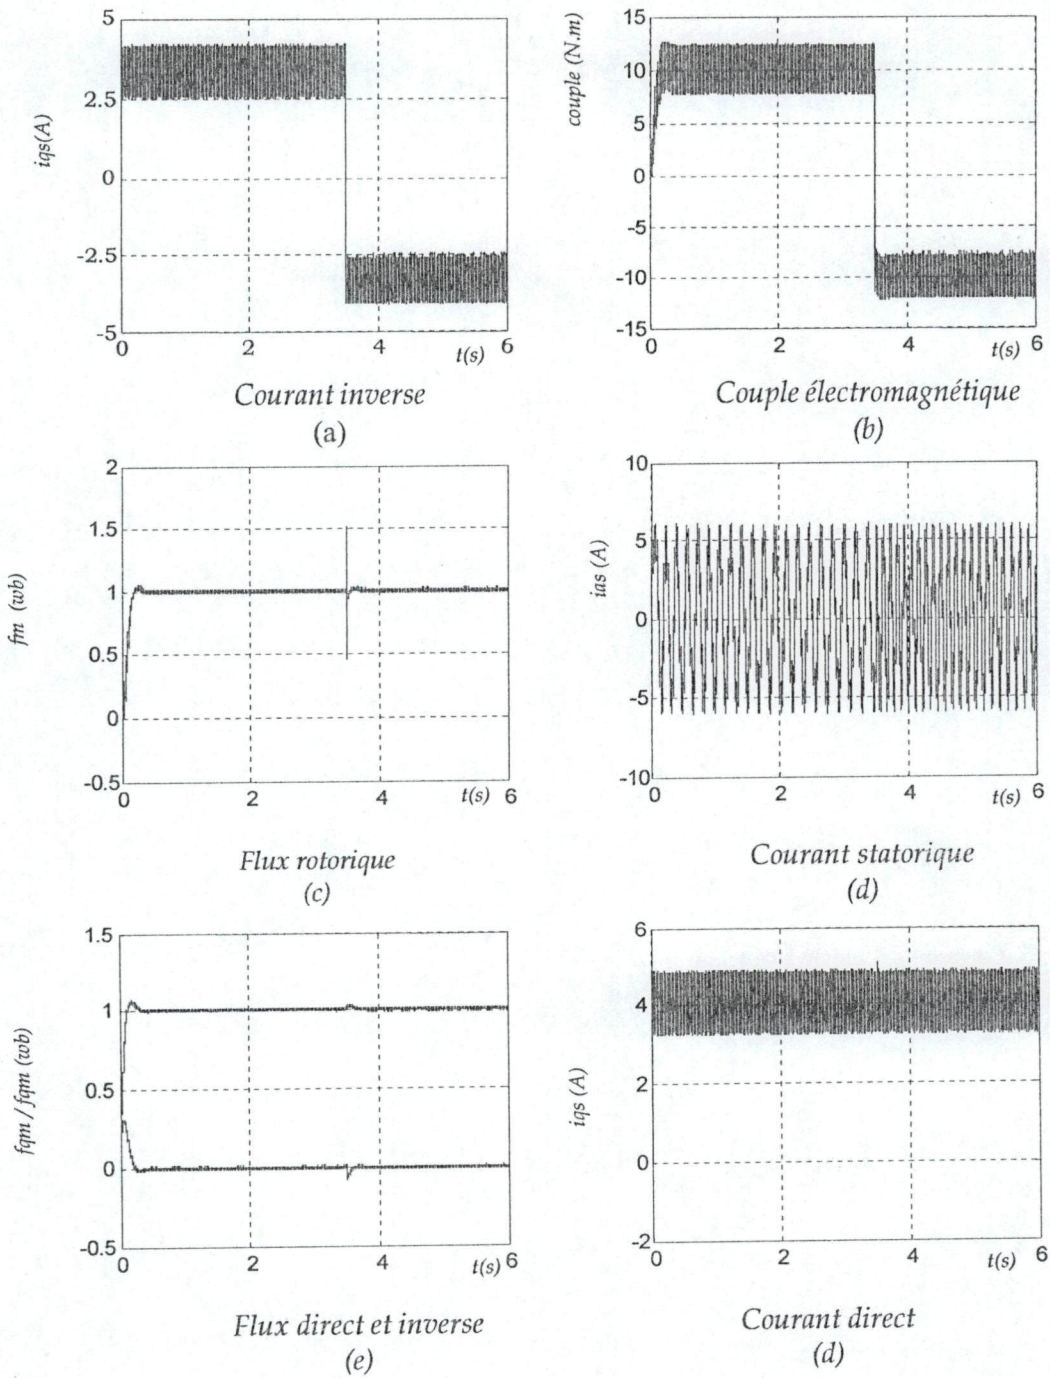 5
2.5
0
-2.5
-5
0
2
4
6
iqs(A)
t(s)
Courant inverse
(a)
15
10
5
0
-5
-10
-15
0
2
4
6
couple (N.m)
t(s)
Couple électromagnétique
(b)
2
1.5
1
0.5
0
-0.5
0
2
4
6
fm (wb)
t(s)
Flux rotorique
(c)
10
5
0
-5
-10
0
2
4
6
ias (A)
t(s)
Courant statorique
(d)
1.5
1
0.5
0
-0.5
0
2
4
6
fqm / fqm (wb)
t(s)
Flux direct et inverse
(e)
6
4
2
0
-2
0
2
4
6
iqs (A)
t(s)
Courant direct
(d)